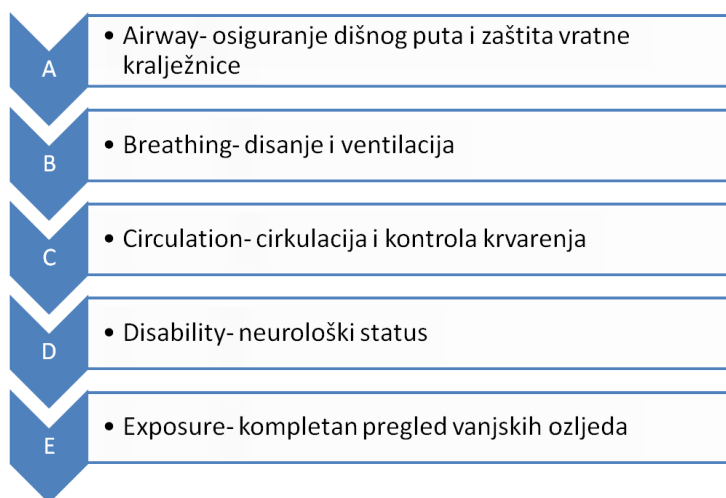 A
• Airway- osiguranje dišnog puta i zaštita vratne
kralježnice
B
• Breathing- disanje i ventilacija
C
• Circulation- cirkulacija i kontrola krvarenja
D
• Disability- neurološki status
E
• Exposure- kompletan pregled vanjskih ozljeda